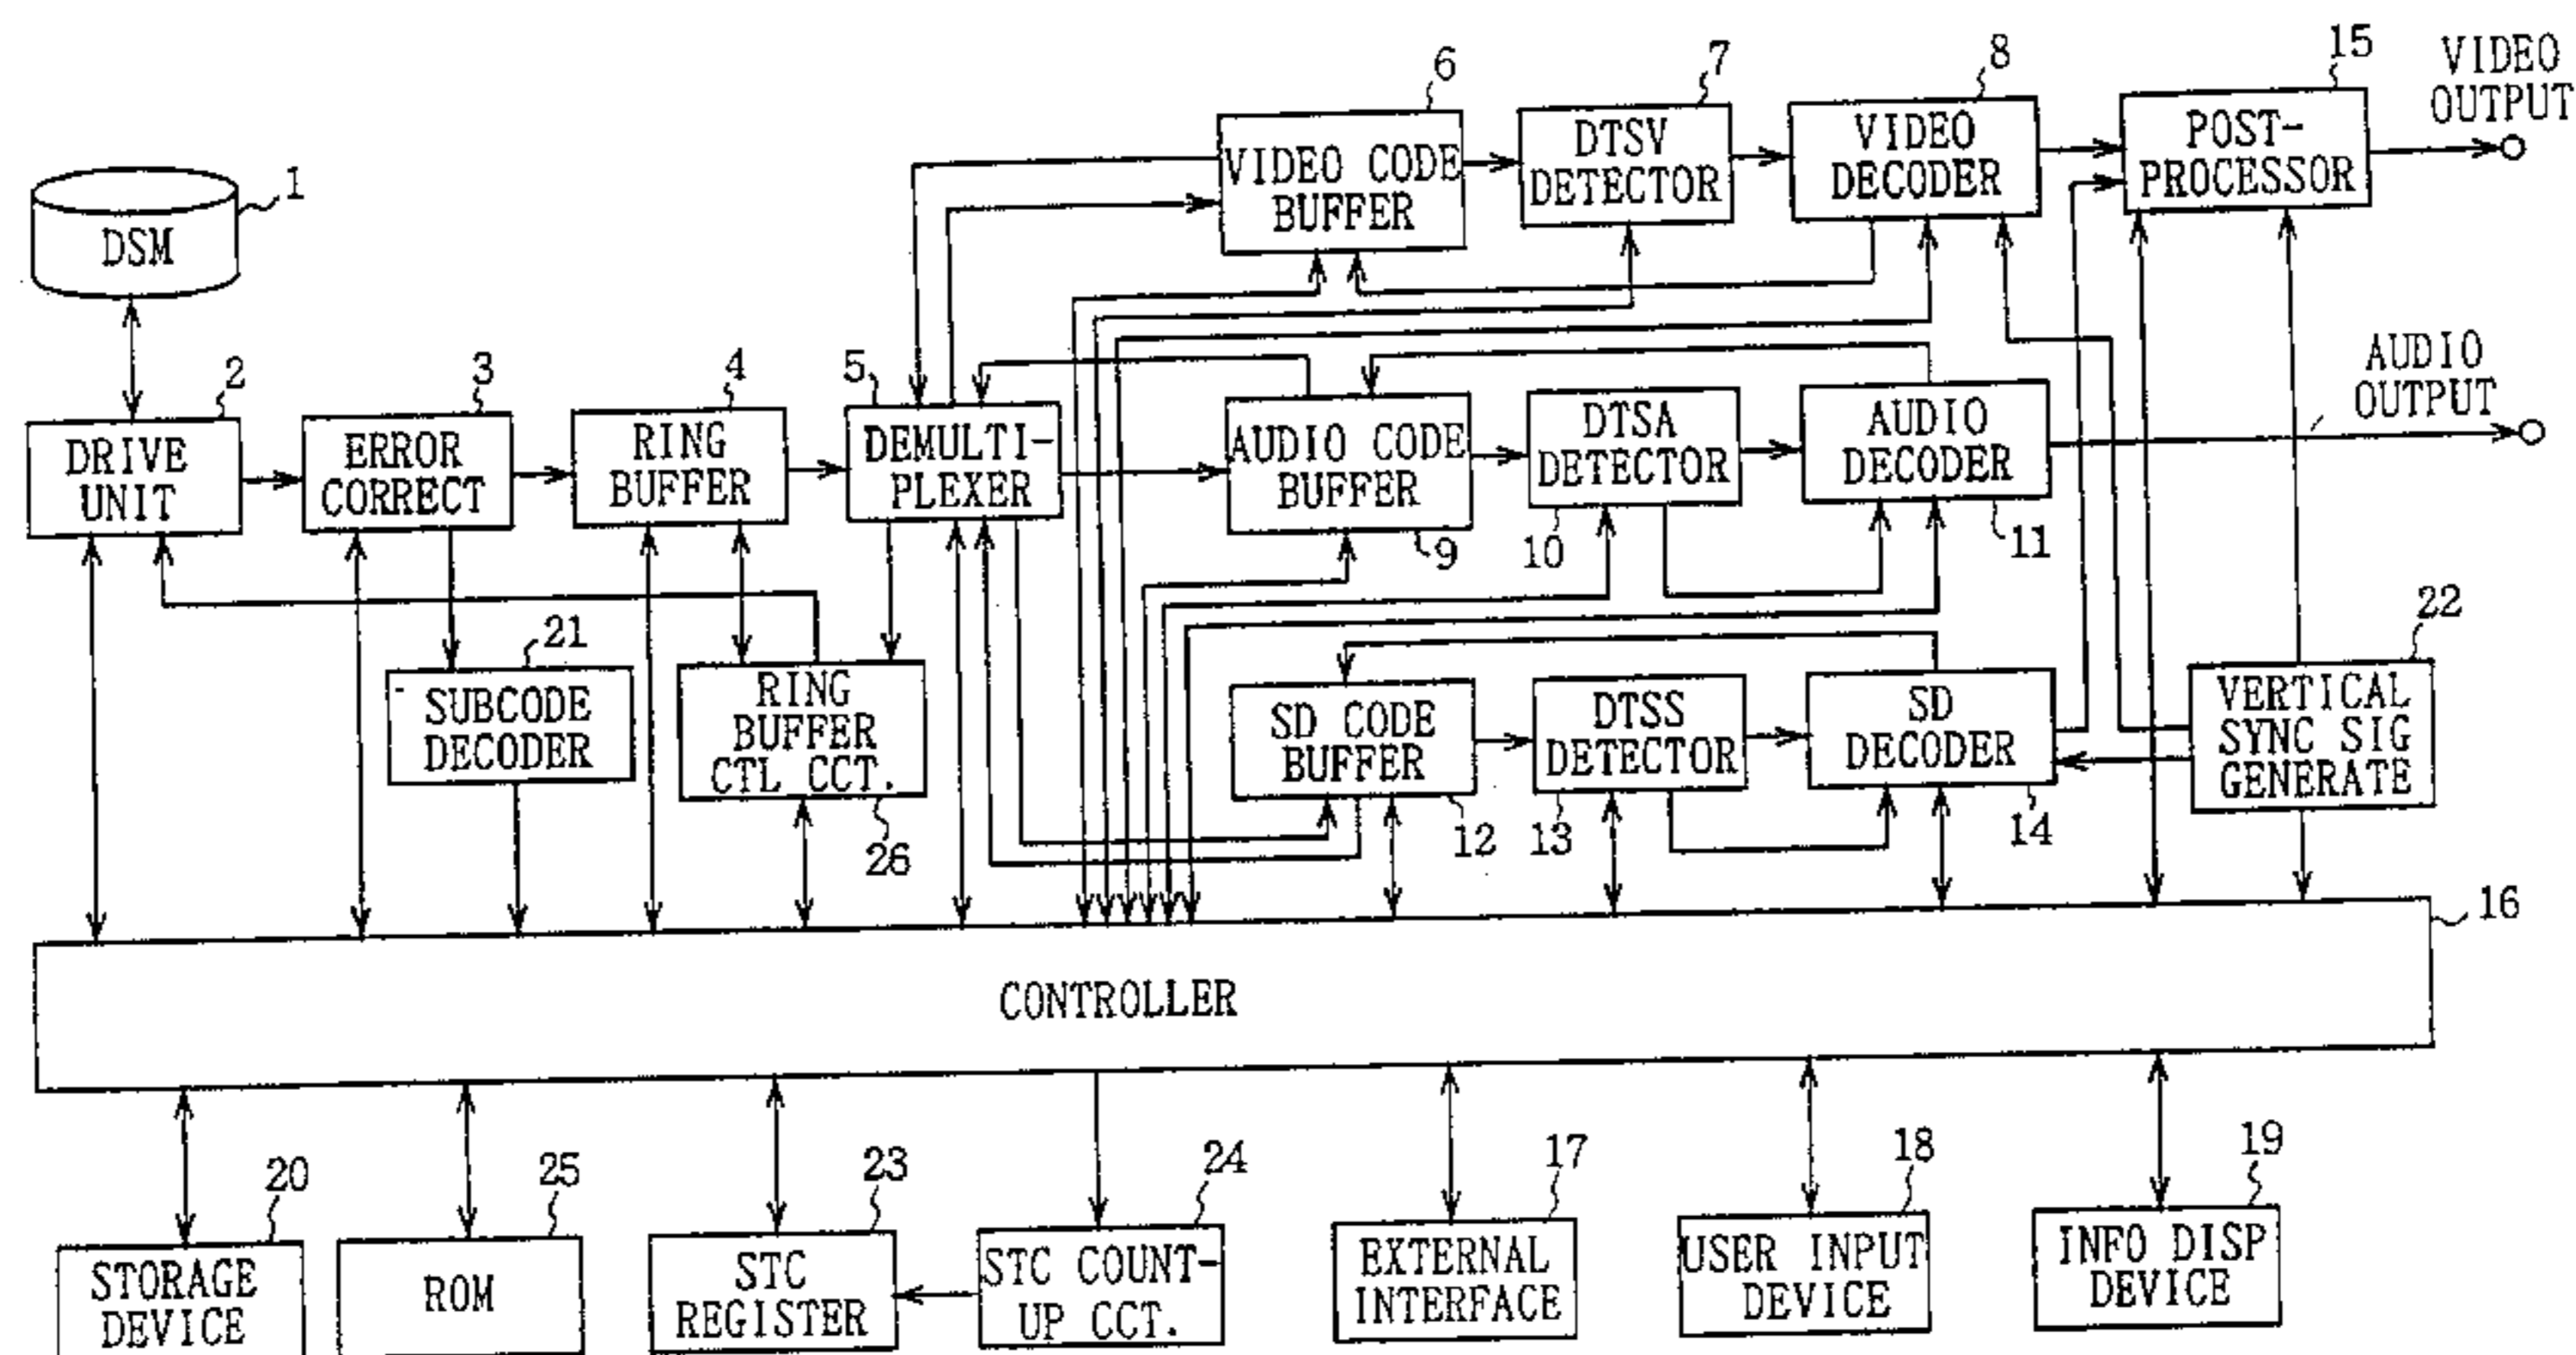 1
DSM
2
DRIVE
UNIT
3
ERROR
CORRECT
4
RING
BUFFER
5
DEMULTI-
PLEXER
6
VIDEO CODE
BUFFER
7
DTSV
DETECTOR
8
VIDEO
DECODER
15
POST-
PROCESSOR
VIDEO
OUTPUT
AUDIO CODE
BUFFER
9
DTSA
DETECTOR
10
AUDIO
DECODER
11
AUDIO
OUTPUT
21
SUBCODE
DECODER
RING
BUFFER
CTL CCT.
26
SD CODE
BUFFER
12
DTSS
DETECTOR
13
SD
DECODER
14
22
VERTICAL
SYNC SIG
GENERATE
16
CONTROLLER
20
STORAGE
DEVICE
25
ROM
23
STC
REGISTER
24
STC COUNT-
UP CCT.
17
EXTERNAL
INTERFACE
18
USER INPUT
DEVICE
19
INFO DISP
DEVICE